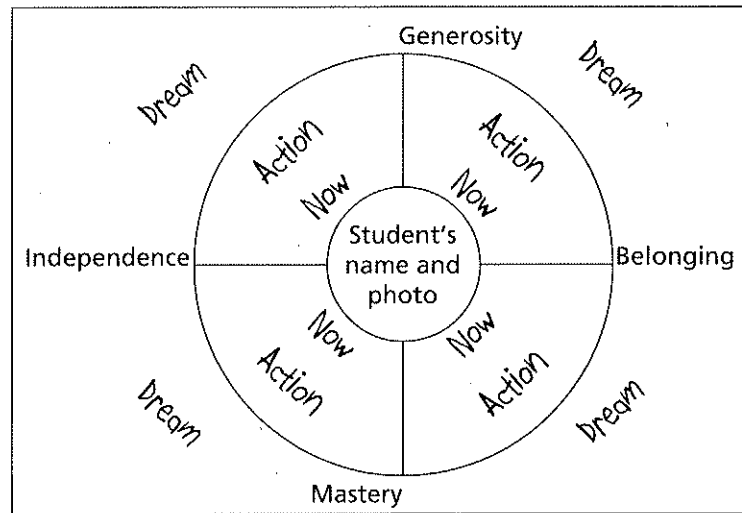 Generosity
Dream
Dream
Action
Action
Now
Now
Student's
name and
photo
Independence
Belonging
Now
Now
Action
Action
Dream
Dream
Mastery